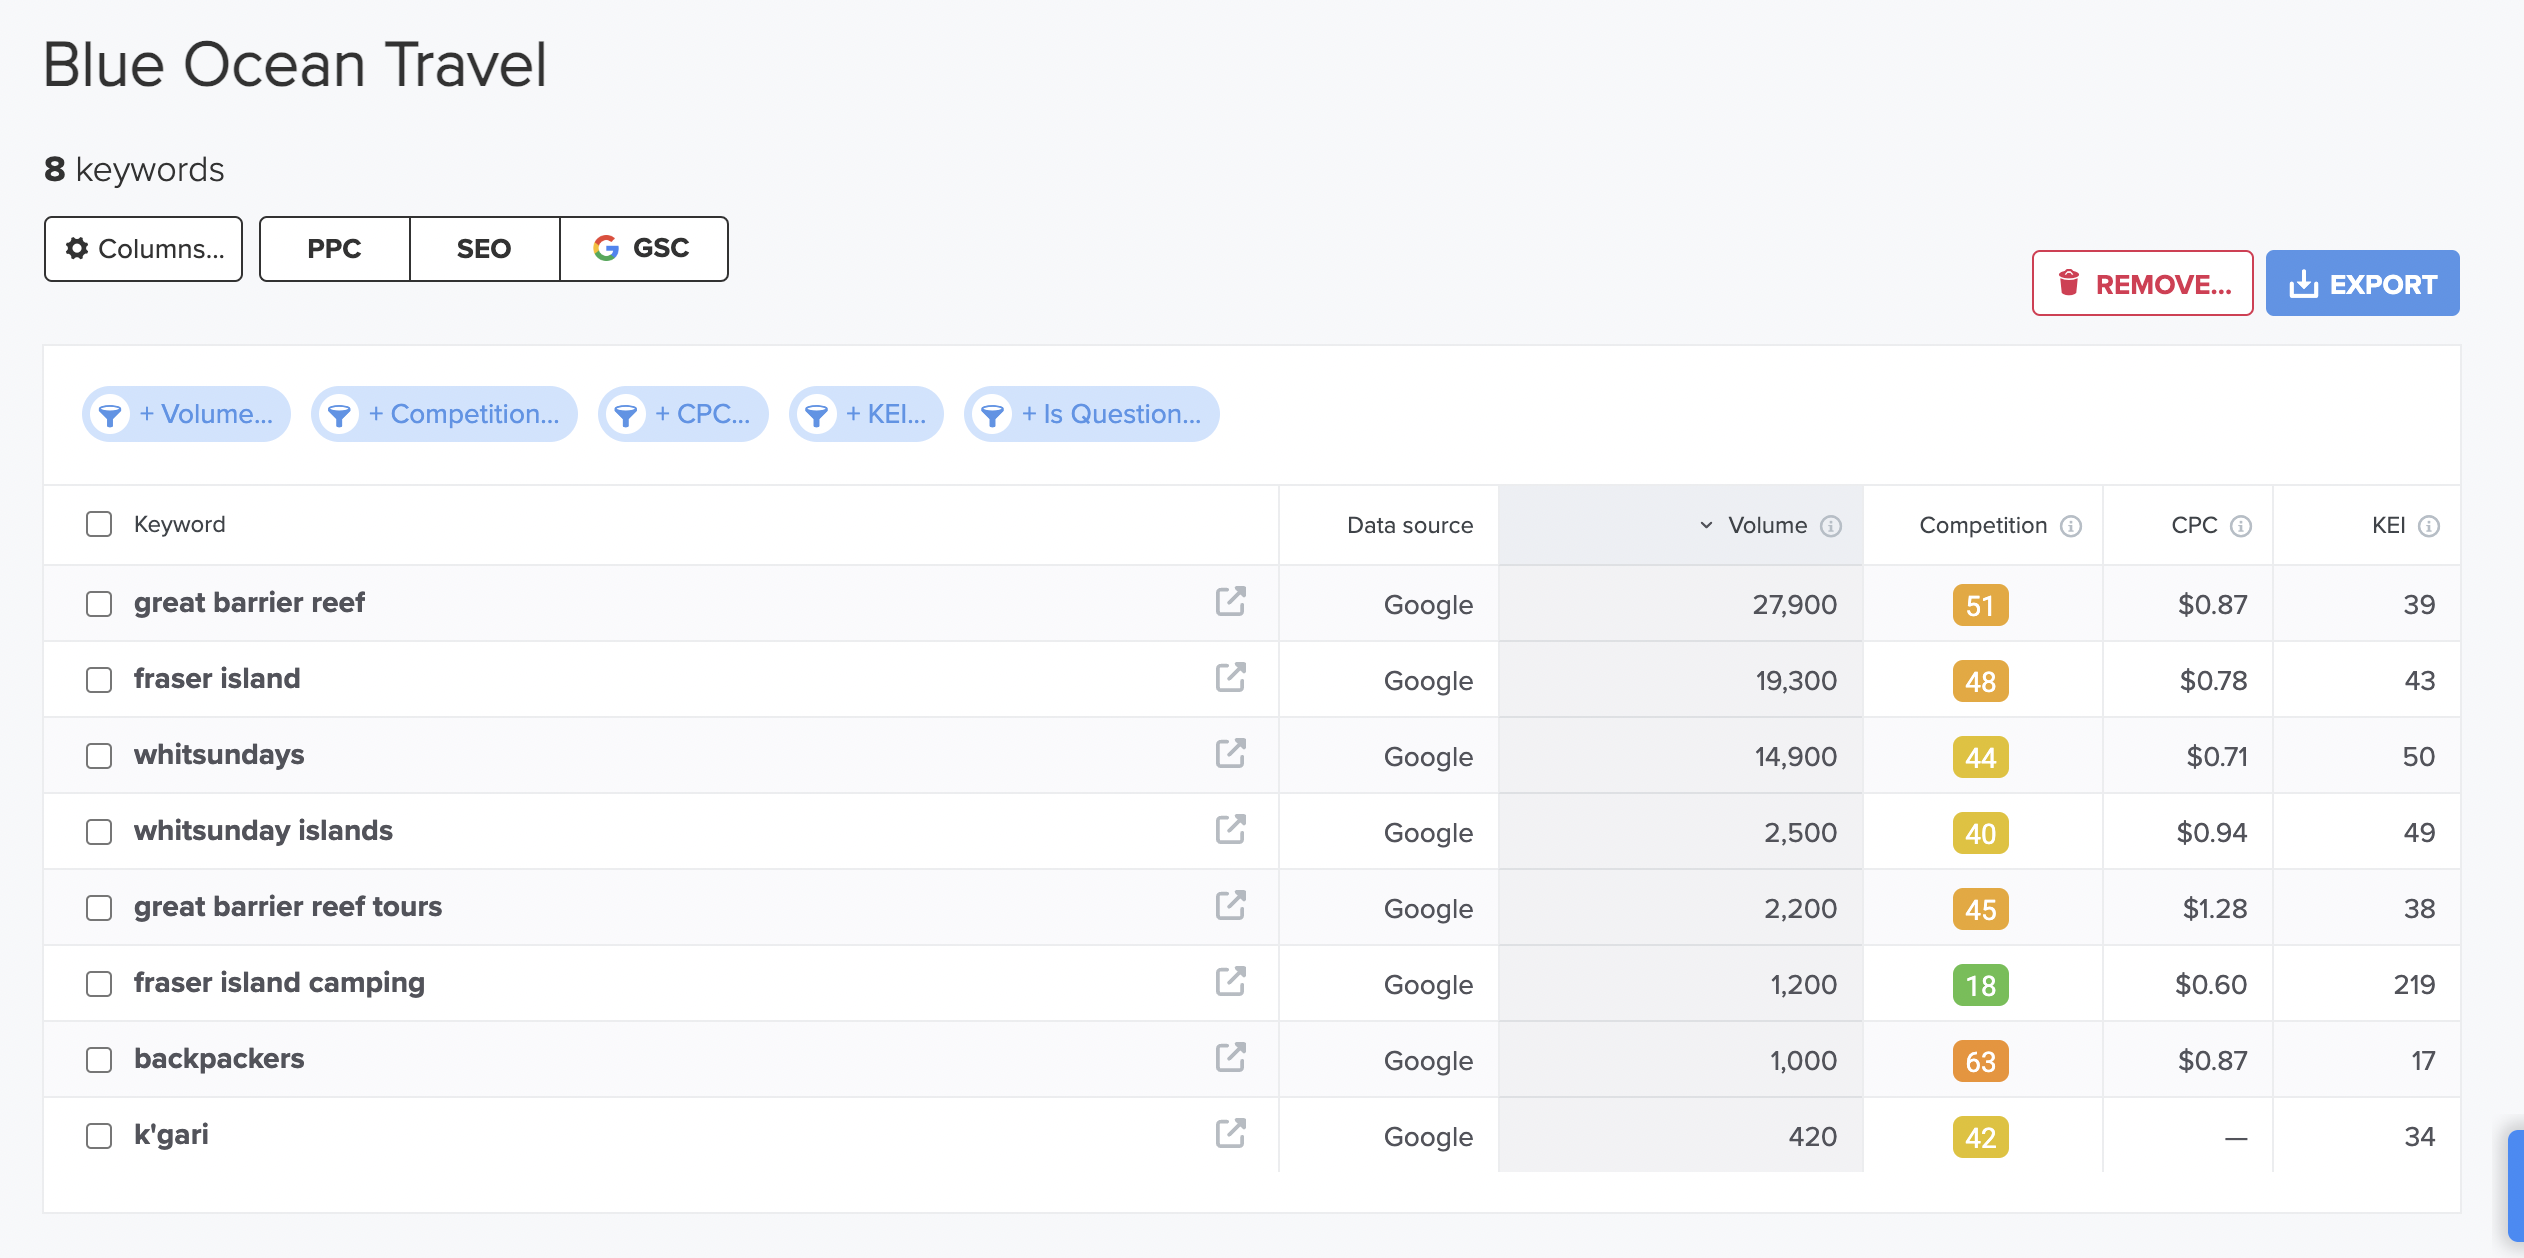 Blue Ocean Travel
8 keywords
Columns... PPC SEO GSC
REMOVE... EXPORT
+ Volume... + Competition... + CPC... + KEI... + Is Question...
Keyword Data source Volume Competition CPC KEI
great barrier reef Google 27,900 51 $0.87 39
fraser island Google 19,300 48 $0.78 43
whitsundays Google 14,900 44 $0.71 50
whitsunday islands Google 2,500 40 $0.94 49
great barrier reef tours Google 2,200 45 $1.28 38
fraser island camping Google 1,200 18 $0.60 219
backpackers Google 1,000 63 $0.87 17
k'gari Google 420 42 — 34